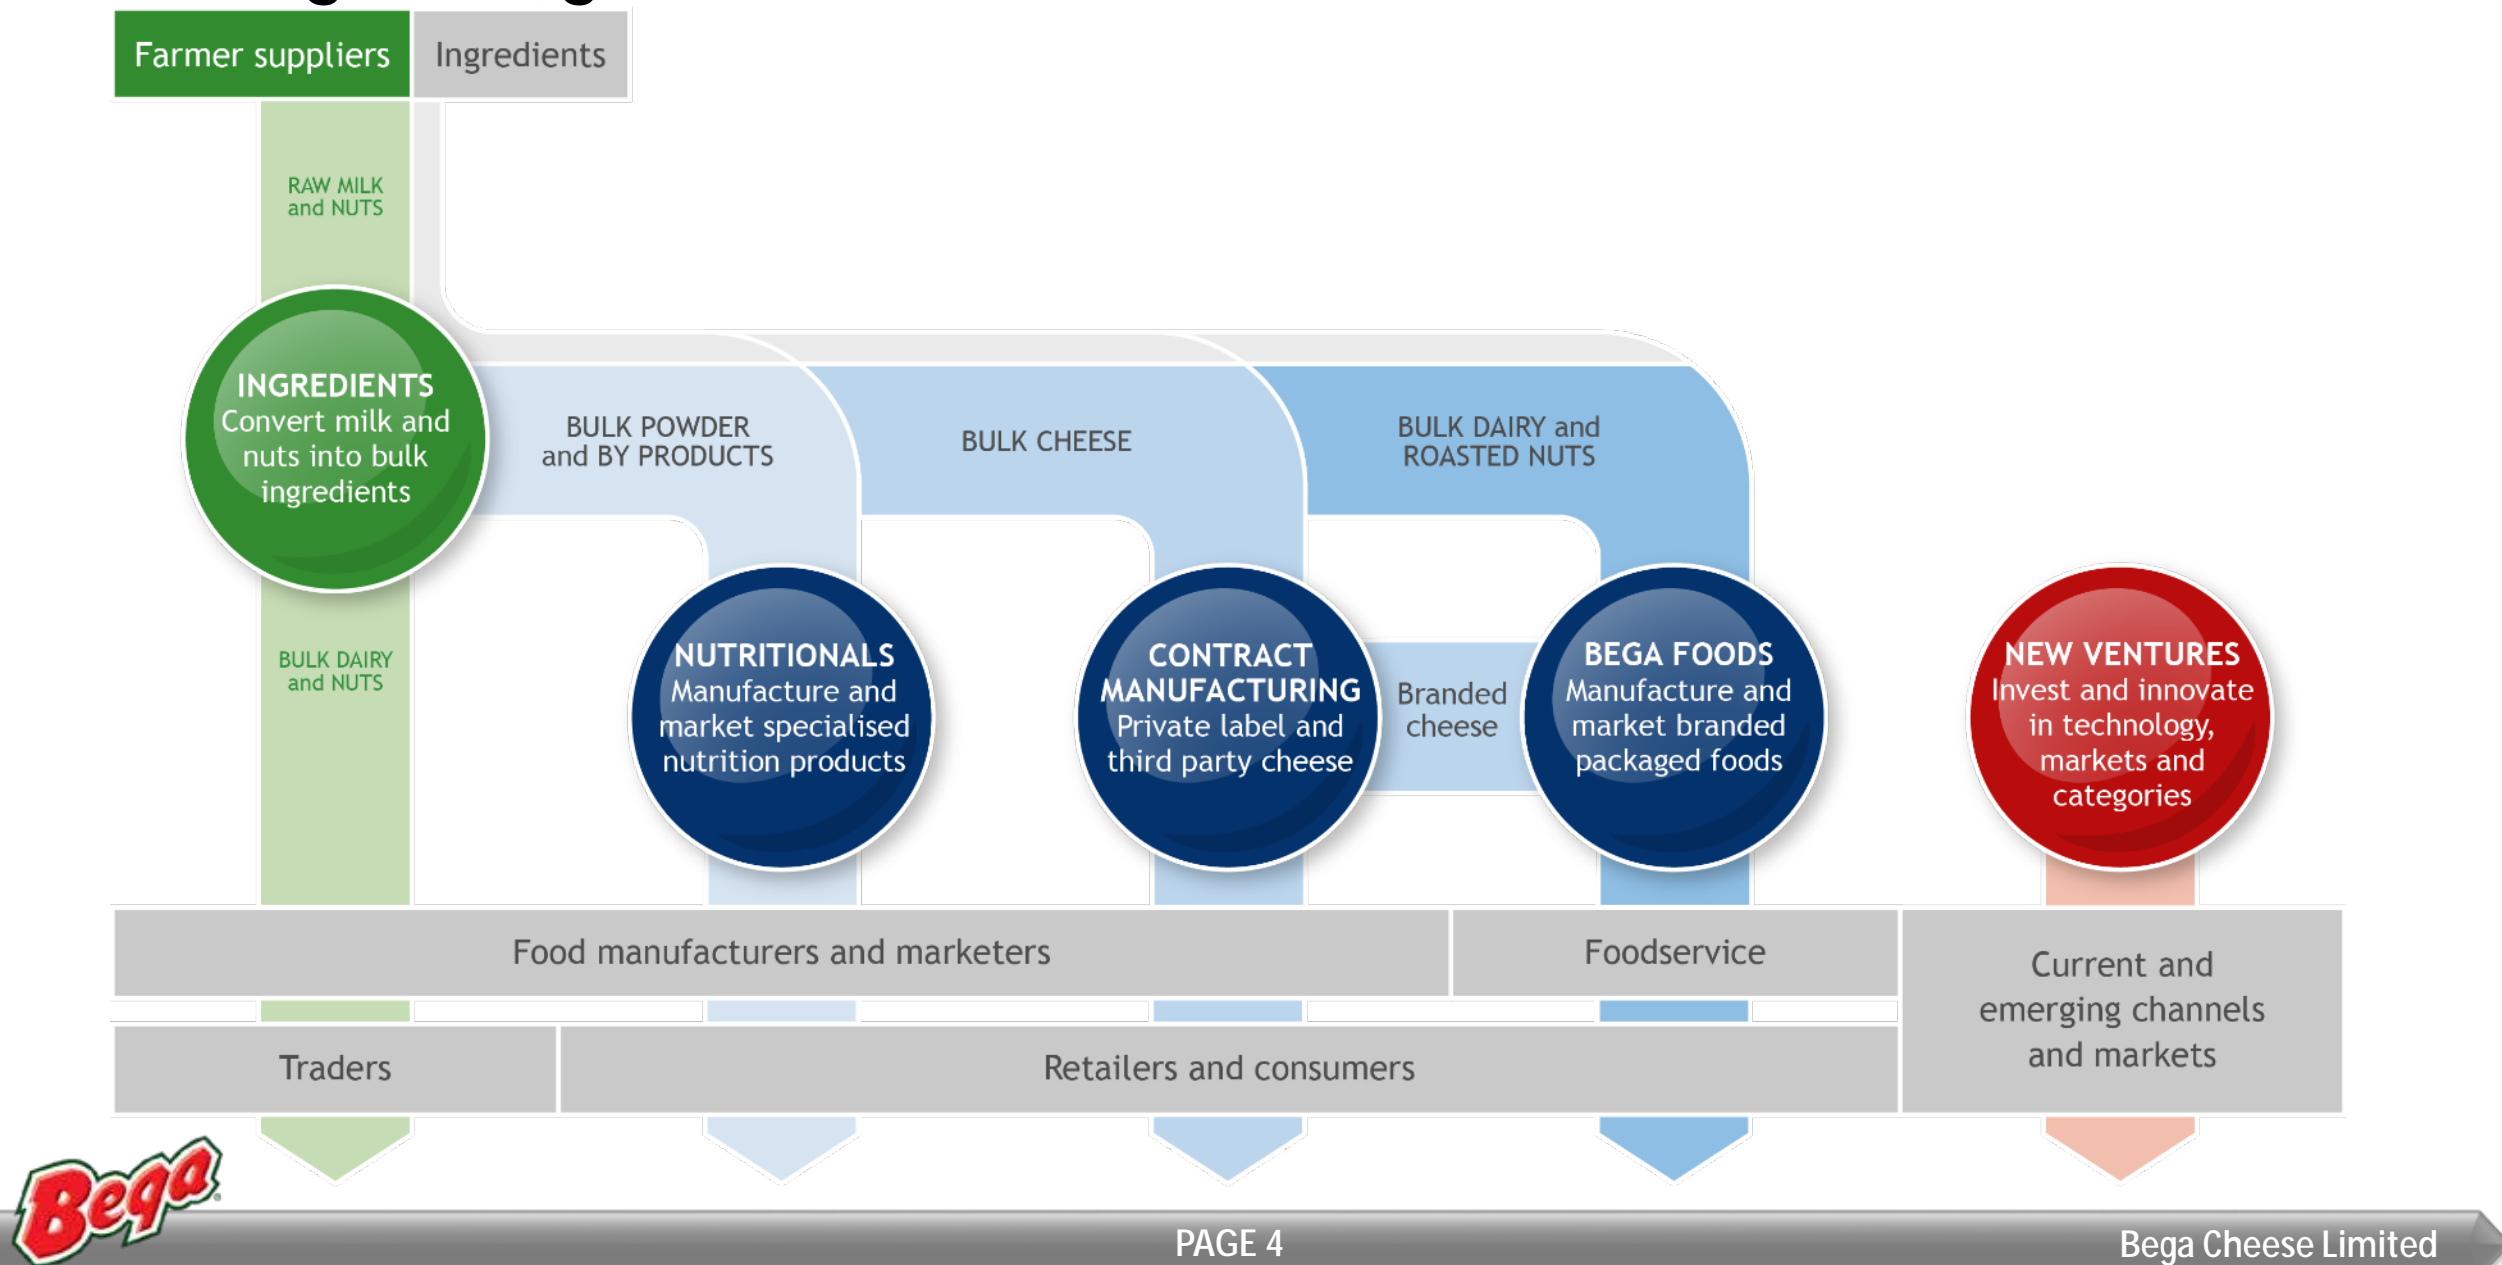 Farmer suppliers
Ingredients
RAW MILK
and NUTS
INGREDIENTS
Convert milk and
nuts into bulk
ingredients
BULK POWDER
and BY PRODUCTS
BULK CHEESE
BULK DAIRY and
ROASTED NUTS
BULK DAIRY
and NUTS
NUTRITIONALS
Manufacture and
market specialised
nutrition products
CONTRACT
MANUFACTURING
Private label and
third party cheese
Branded
cheese
BEGA FOODS
Manufacture and
market branded
packaged foods
NEW VENTURES
Invest and innovate
in technology,
markets and
categories
Food manufacturers and marketers
Foodservice
Current and
emerging channels
and markets
Traders
Retailers and consumers
Bega
PAGE 4
Bega Cheese Limited